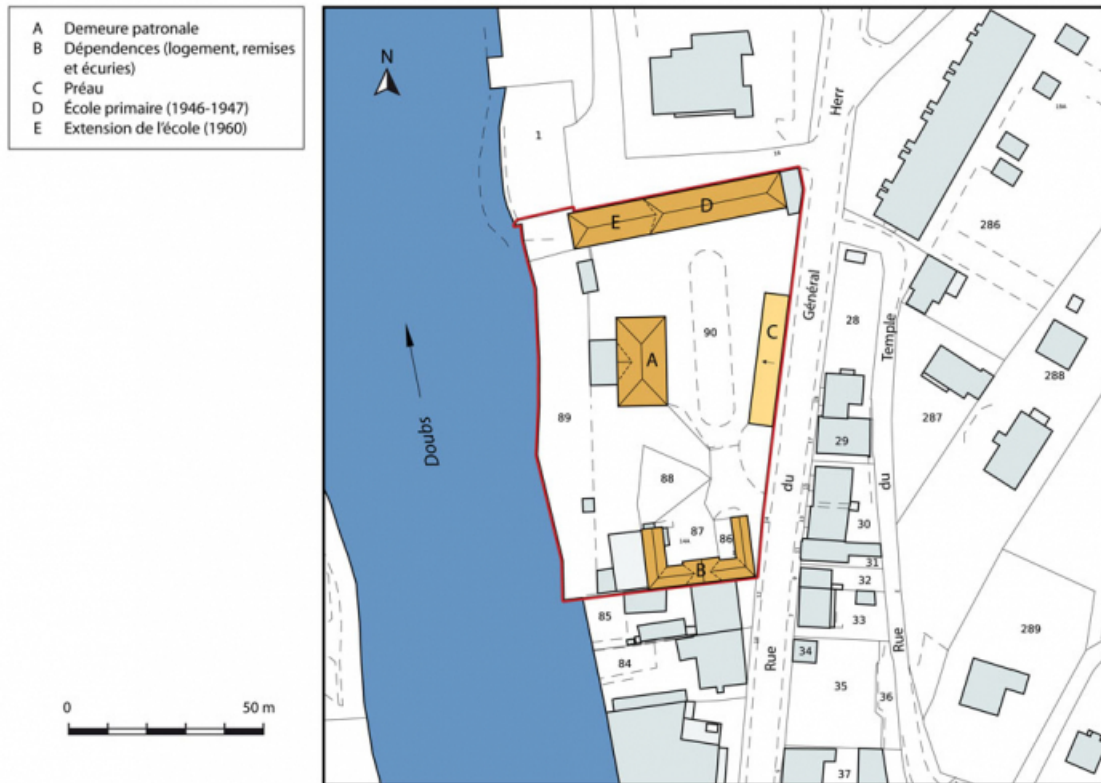 A Demeure patronale
B Dépendences (logement, remises
et écuries)
C Préau
D École primaire (1946-1947)
E Extension de l'école (1960)
N
1
Herr
286
E
D
Général
28
Temple
90
C
A
288
287
89
Doubs
29
88
du
du
30
87
86
14A
31
B
32
33
85
289
34
Rue
Rue
84
35
36
0
50 m
37